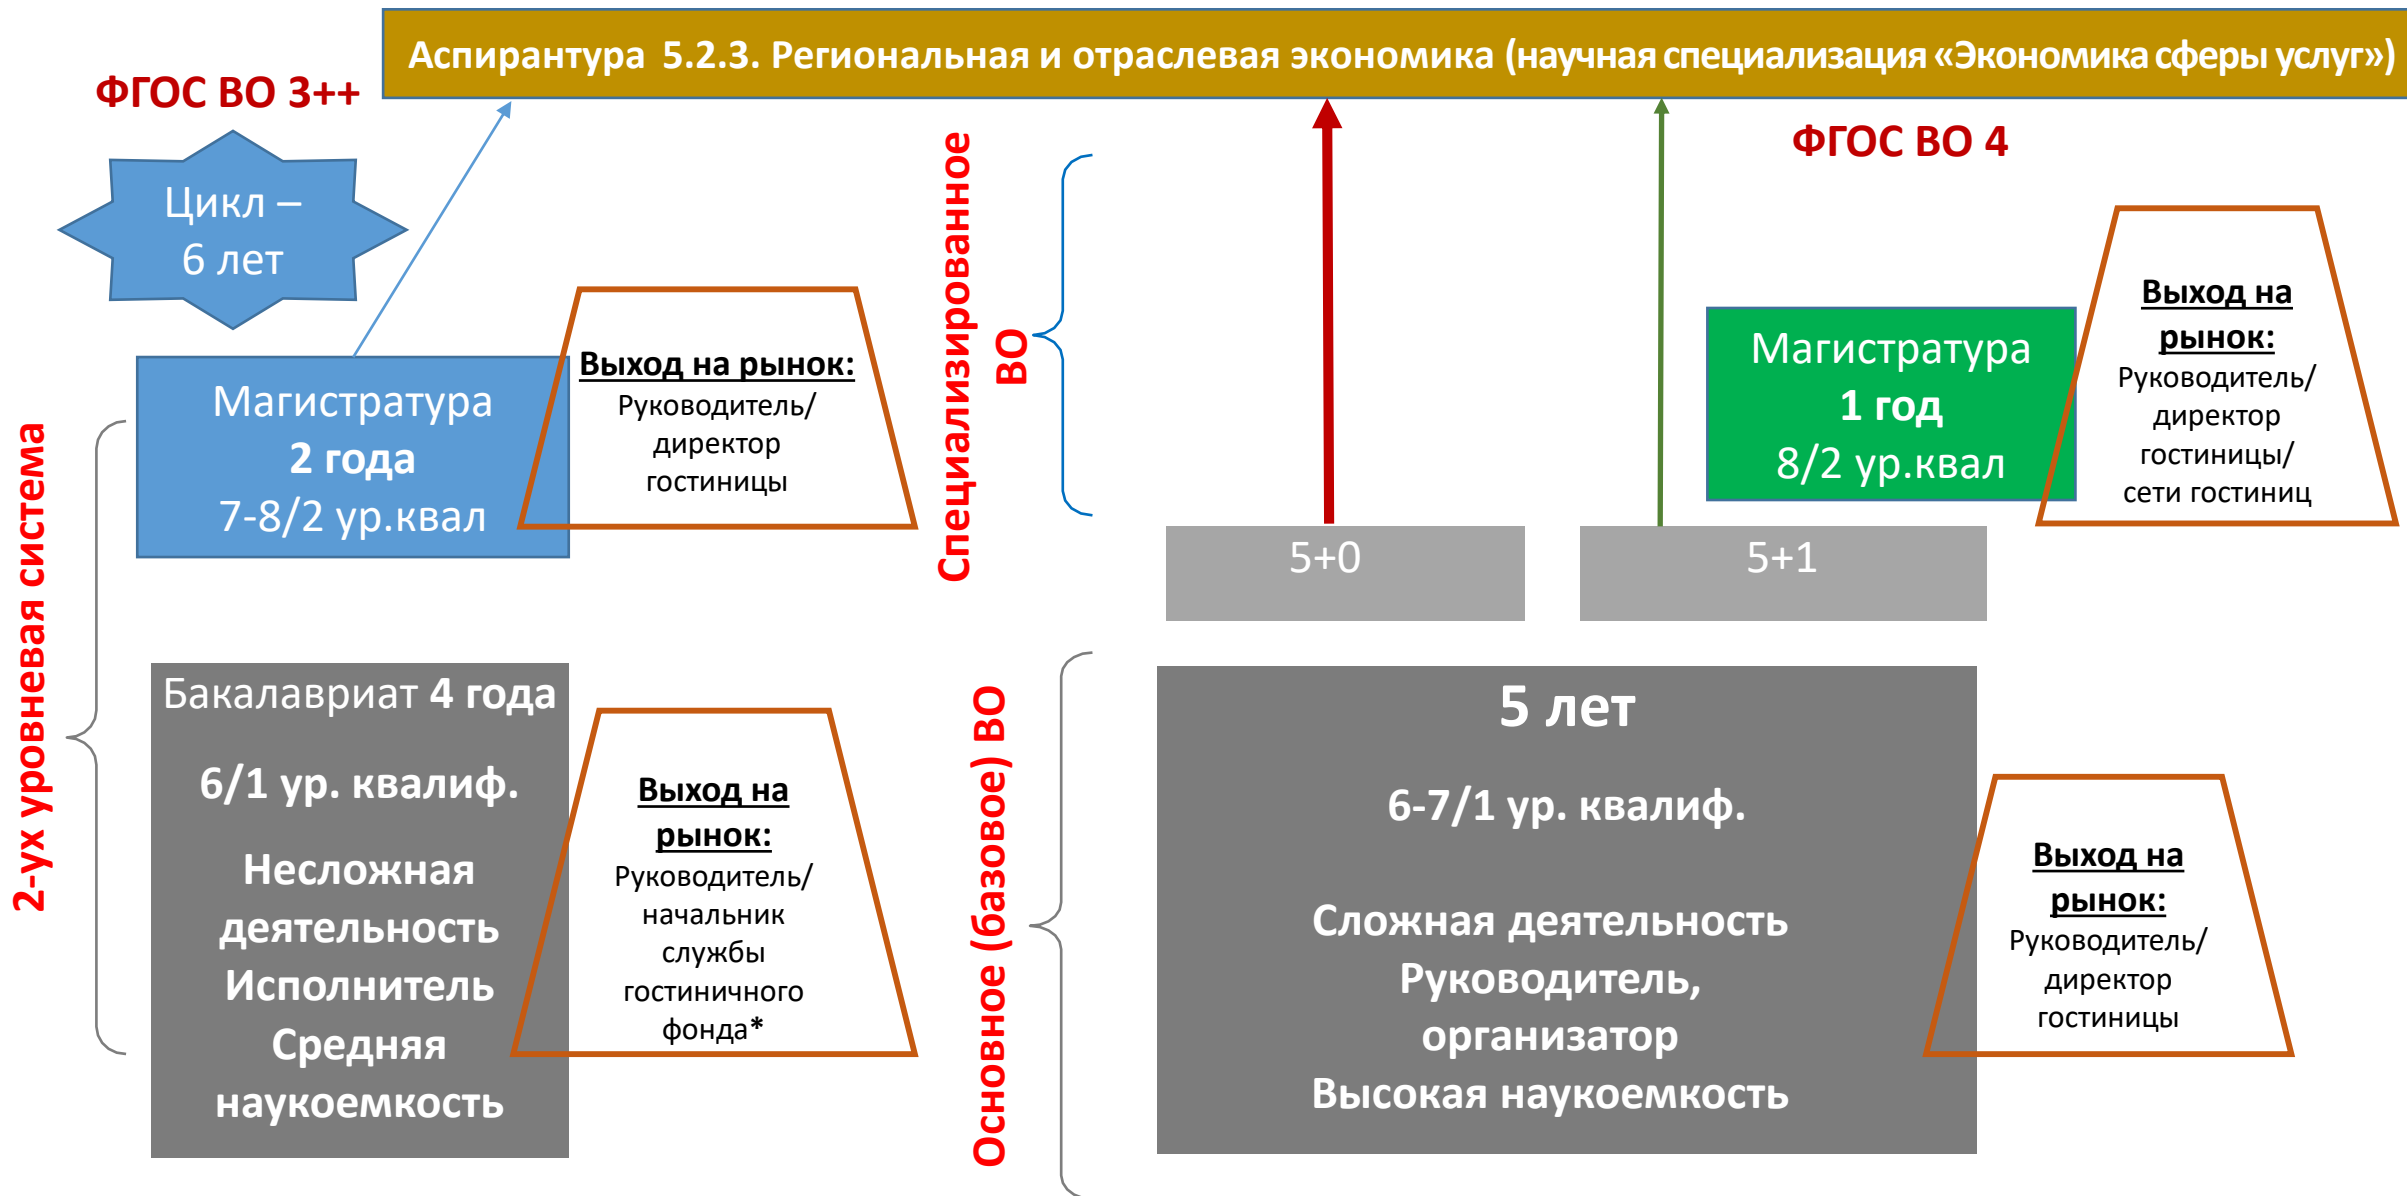 Аспирантура 5.2.3. Региональная и отраслевая экономика (научная специализация «Экономика сферы услуг»)
ФГОС ВО 3++
Цикл –
6 лет
2-ух уровневая система
Магистратура
2 года
7-8/2 ур.квал
Выход на рынок:
Руководитель/
директор
гостиницы
Бакалавриат 4 года
6/1 ур. квалиф.
Несложная
деятельность
Исполнитель
Средняя
наукоемкость
Выход на
рынок:
Руководитель/
начальник
службы
гостиничного
фонда*
ФГОС ВО 4
Специализированное
ВО
Магистратура
1 год
8/2 ур.квал
Выход на
рынок:
Руководитель/
директор
гостиницы/
сети гостиниц
5+0
5+1
Основное (базовое) ВО
5 лет
6-7/1 ур. квалиф.
Сложная деятельность
Руководитель,
организатор
Высокая наукоемкость
Выход на
рынок:
Руководитель/
директор
гостиницы